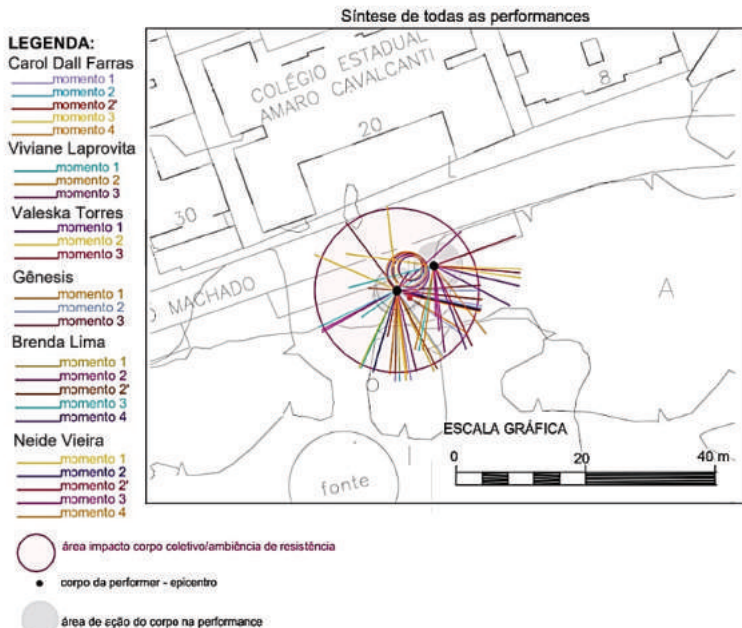 Síntese de todas as performances
LEGENDA:
Carol Dall Farras
momento 1
momento 2
momento 2'
momento 3
momento 4
Viviane Laprovita
momento 1
momento 2
momento 3
Valeska Torres
momento 1
momento 2
momento 3
Gênesis
momento 1
momento 2
momento 3
Brenda Lima
momento 1
momento 2
momento 2'
momento 3
momento 4
Neide Vieira
momento 1
momento 2
momento 2'
momento 3
momento 4
COLÉGIO ESTADUAL
AMARO CAVALCANTI
8
20
30
L
O MACHADO
A
O
I
fonte
ESCALA GRÁFICA
0 20 40 m
área impacto corpo coletivo/ambiência de resistência
corpo da performer - epicentro
área de ação do corpo na performance